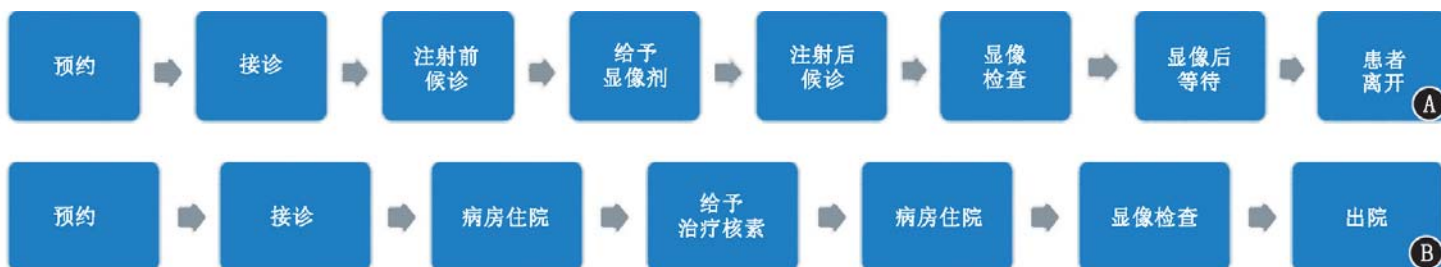 预约
接诊
注射前
候诊
给予
显像剂
注射后
候诊
显像
检查
显像后
等待
患者
离开
A
预约
接诊
病房住院
给予
治疗核素
病房住院
显像检查
出院
B